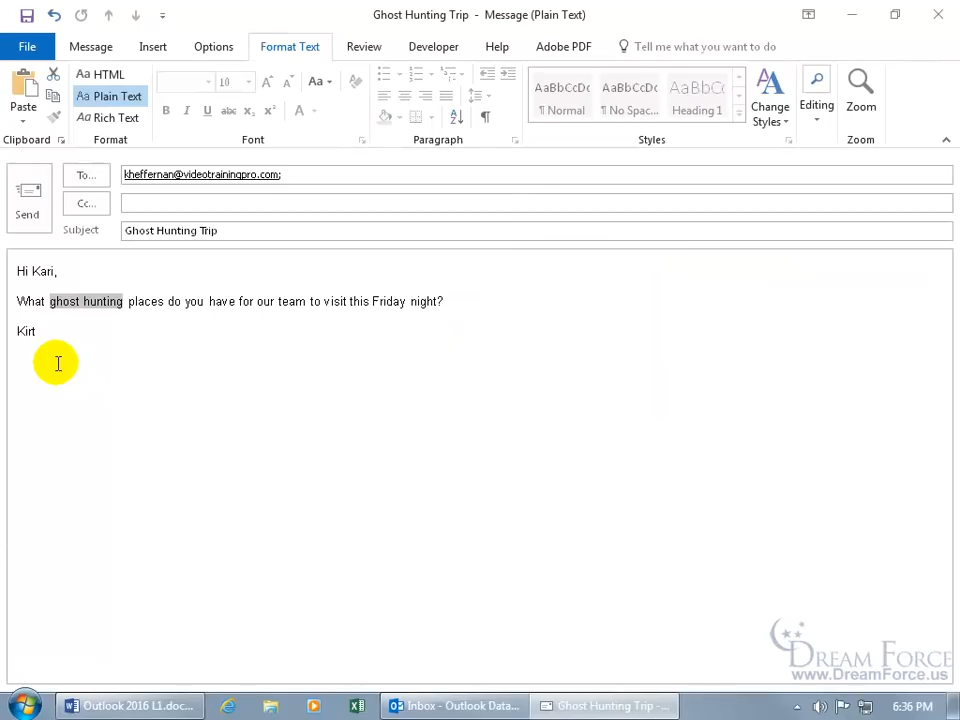 Ghost Hunting Trip - Message (Plain Text)
File Message Insert Options Format Text Review Developer Help Adobe PDF Tell me what you want to do
Paste
Aa HTML
Aa Plain Text
Aa Rich Text
10
Aa
B I U abc x₂ x² A
AaBbCcDc AaBbCcDc AaBbCc
¶ Normal ¶ No Spac... Heading 1
Change Styles
Editing
Zoom
Clipboard Format Font Paragraph Styles Zoom
Send
To... kheffernan@videotrainingpro.com;
Cc...
Subject Ghost Hunting Trip
Hi Kari,
What ghost hunting places do you have for our team to visit this Friday night?
Kirt
DREAM FORCE
www.DreamForce.us
Outlook 2016 L1.doc... Inbox - Outlook Data... Ghost Hunting Trip -... 6:36 PM